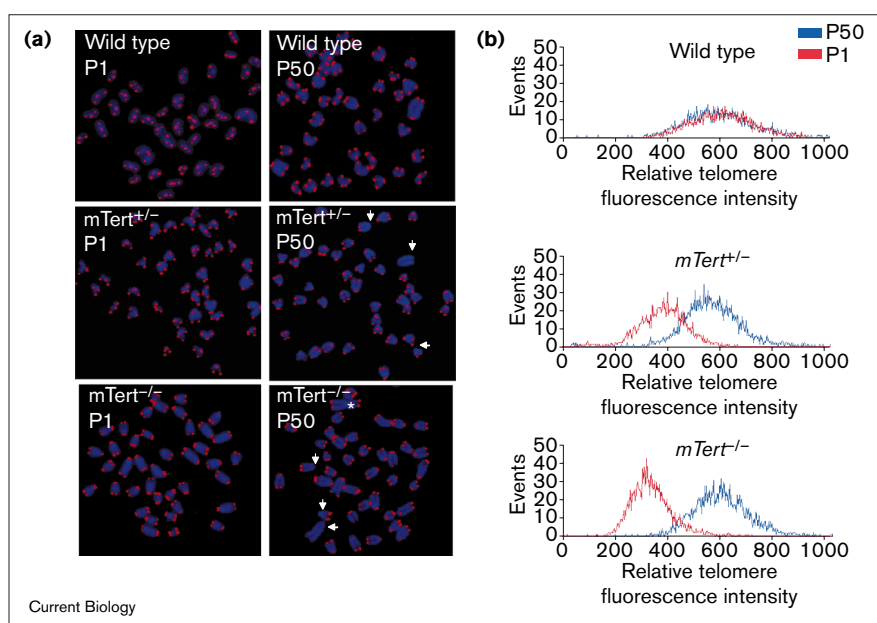 (a)
Wild type
P1
Wild type
P50
mTert+/–
P1
mTert+/–
P50
mTert–/–
P1
mTert–/–
P50
*
(b)
P50
P1
Wild type
Events
50
40
30
20
10
0
0 200 400 600 800 1000
Relative telomere
fluorescence intensity
mTert+/–
Events
50
40
30
20
10
0
0 200 400 600 800 1000
Relative telomere
fluorescence intensity
mTert–/–
Events
50
40
30
20
10
0
0 200 400 600 800 1000
Relative telomere
fluorescence intensity
Current Biology